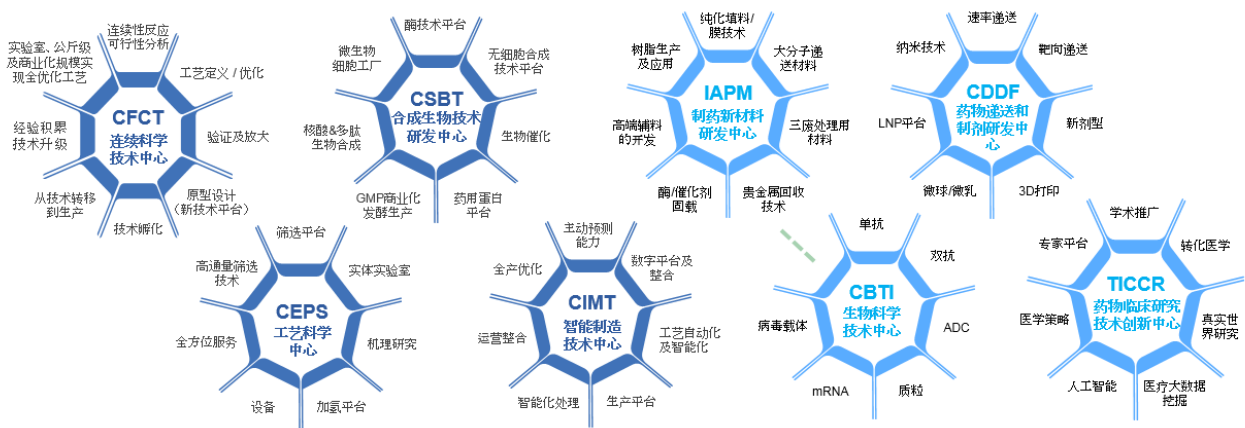 连续性反应
可行性分析
实验室、公斤级
及商业化规模实
现全优化工艺
工艺定义 / 优化
CFCT
连续科学
技术中心
经验积累
技术升级
验证及放大
从技术转移
到生产
原型设计
（新技术平台）
技术孵化
酶技术平台
微生物
细胞工厂
无细胞合成
技术平台
CSBT
合成生物技术
研发中心
核酸&多肽
生物合成
生物催化
GMP商业化
发酵生产
药用蛋白
平台
纯化填料/
膜技术
树脂生产
及应用
大分子递
送材料
IAPM
制药新材料
研发中心
高端辅料
的开发
三废处理用
材料
酶/催化剂
固载
贵金属回收
技术
速率递送
纳米技术
靶向递送
CDDF
药物递送和
制剂研发中
心
LNP平台
新剂型
微球/微乳
3D打印
筛选平台
高通量筛选
技术
实体实验室
CEPS
工艺科学
中心
全方位服务
机理研究
设备
加氢平台
主动预测
能力
全产优化
数字平台及
整合
CIMT
智能制造
技术中心
运营整合
工艺自动化
及智能化
智能化处理
生产平台
单抗
双抗
CBTI
生物科学
技术中心
病毒载体
ADC
mRNA
质粒
学术推广
专家平台
转化医学
TICCR
药物临床研究
技术创新中心
医学策略
真实世
界研究
人工智能
医疗大数据
挖掘